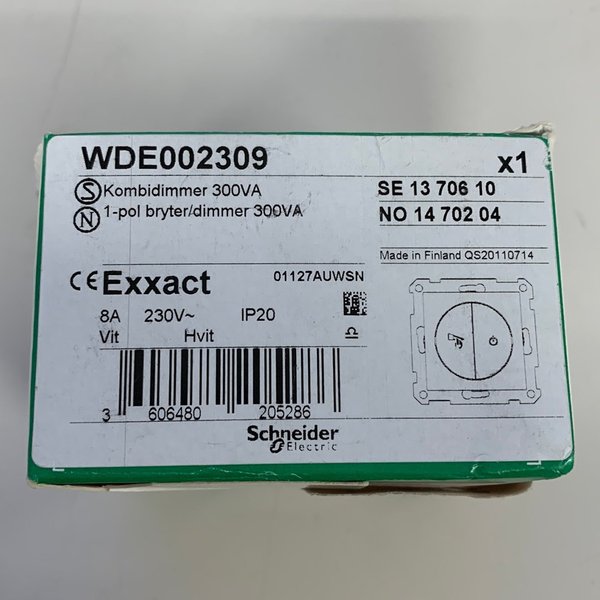 WDE002309
x1
S Kombidimmer 300VA
N 1-pol bryter/dimmer 300VA
SE 13 706 10
NO 14 702 04
Made in Finland QS20110714
CE Exxact
01127AUWSN
8A 230V~ IP20
Vit Hvit
3 606480 205286
Schneider
Electric